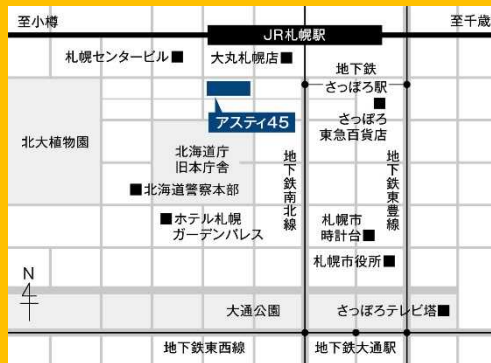 至小樽
至千歳
JR札幌駅
札幌センタービル■
大丸札幌店■
地下鉄
さっぽろ駅
アスティ45
さっぽろ
東急百貨店
北大植物園
北海道庁
旧本庁舎
地下鉄南北線
地下鉄東豊線
■北海道警察本部
■ホテル札幌
ガーデンパレス
札幌市
時計台■
札幌市役所■
N
大通公園
さっぽろテレビ塔■
地下鉄東西線
地下鉄大通駅